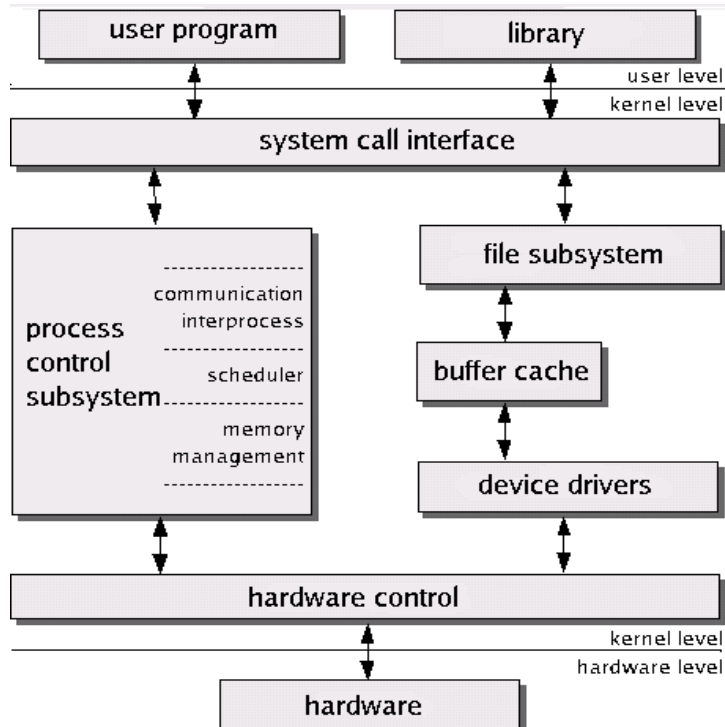 user program
library
user level
kernel level
system call interface
process
control
subsystem
communication
interprocess
scheduler
memory
management
file subsystem
buffer cache
device drivers
hardware control
kernel level
hardware level
hardware